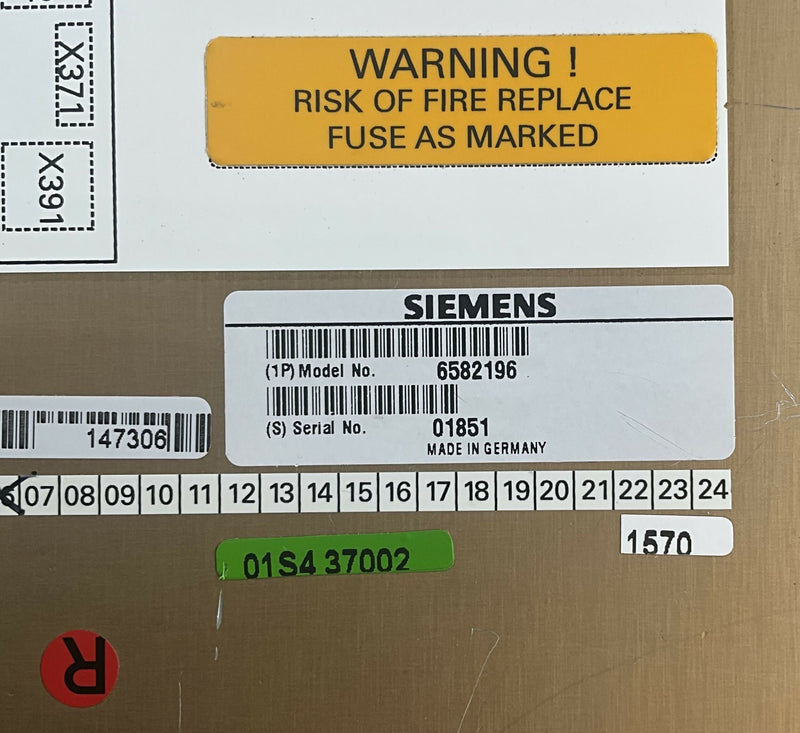 X371
X391
WARNING !
RISK OF FIRE REPLACE
FUSE AS MARKED
SIEMENS
(1P) Model No. 6582196
(S) Serial No. 01851
MADE IN GERMANY
147306
07 08 09 10 11 12 13 14 15 16 17 18 19 20 21 22 23 24
01S4 37002
1570
R